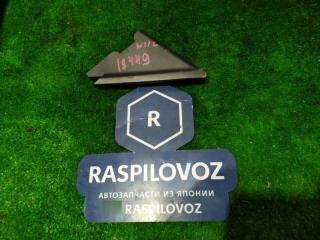 18449
R
RASPILOVOZ
АВТОЗАПЧАСТИ ИЗ ЯПОНИИ
RASPILOVOZ